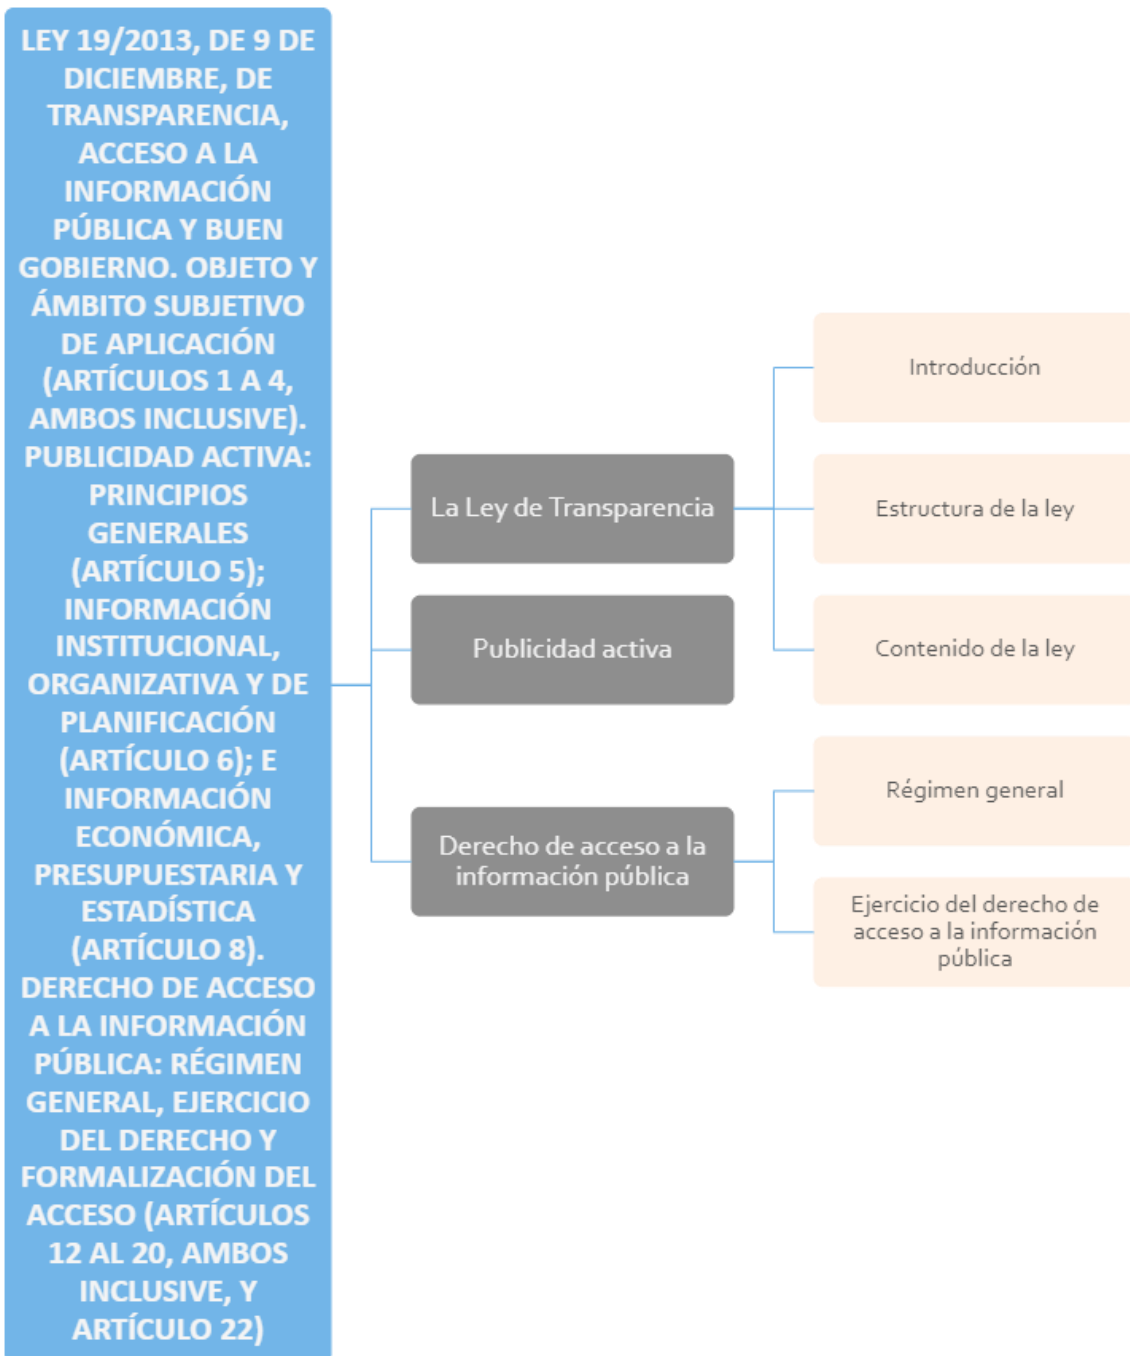 LEY 19/2013, DE 9 DE
DICIEMBRE, DE
TRANSPARENCIA,
ACCESO A LA
INFORMACIÓN
PÚBLICA Y BUEN
GOBIERNO. OBJETO Y
ÁMBITO SUBJETIVO
DE APLICACIÓN
(ARTÍCULOS 1 A 4,
AMBOS INCLUSIVE).
PUBLICIDAD ACTIVA:
PRINCIPIOS
GENERALES
(ARTÍCULO 5);
INFORMACIÓN
INSTITUCIONAL,
ORGANIZATIVA Y DE
PLANIFICACIÓN
(ARTÍCULO 6); E
INFORMACIÓN
ECONÓMICA,
PRESUPUESTARIA Y
ESTADÍSTICA
(ARTÍCULO 8).
DERECHO DE ACCESO
A LA INFORMACIÓN
PÚBLICA: RÉGIMEN
GENERAL, EJERCICIO
DEL DERECHO Y
FORMALIZACIÓN DEL
ACCESO (ARTÍCULOS
12 AL 20, AMBOS
INCLUSIVE, Y
ARTÍCULO 22)
La Ley de Transparencia
Introducción
Estructura de la ley
Contenido de la ley
Publicidad activa
Derecho de acceso a la
información pública
Régimen general
Ejercicio del derecho de
acceso a la información
pública